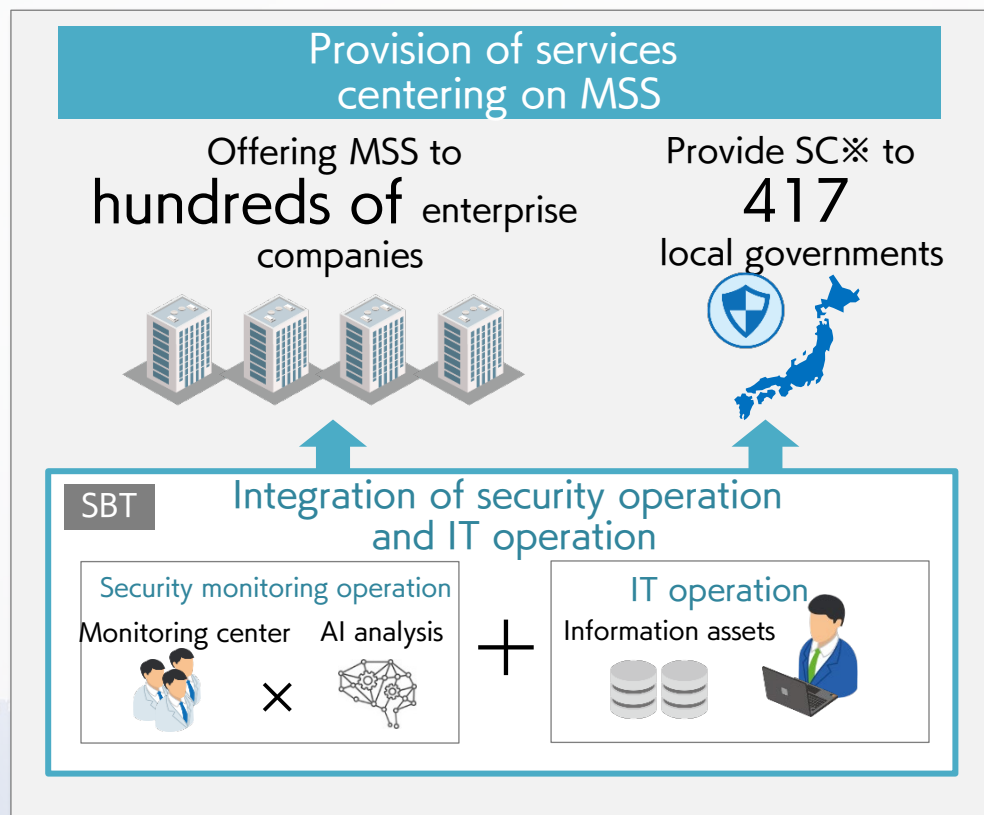 Provision of services
centering on MSS
Offering MSS to
hundreds of enterprise
companies
Provide SC※ to
417
local governments
SBT
Integration of security operation
and IT operation
Security monitoring operation
Monitoring center
×
AI analysis
+
IT operation
Information assets